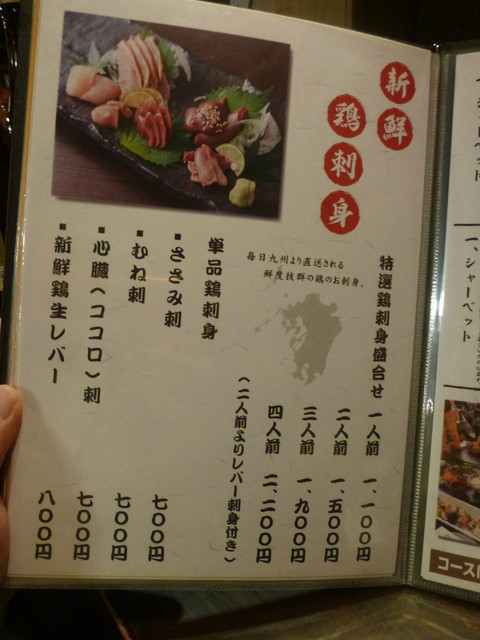 新鮮
鶏刺身
特選鶏刺身盛合せ 一人前 一、一〇〇円
二人前 一、五〇〇円
三人前 一、九〇〇円
四人前 二、二〇〇円
(二人前よりレバー刺身付き)
毎日九州より直送される
鮮度抜群の鶏のお刺身。
単品鶏刺身
■ささみ刺 七〇〇円
■むね刺 七〇〇円
■心臓(ココロ)刺 七〇〇円
■新鮮鶏生レバー 八〇〇円
一、シャーベット
コース